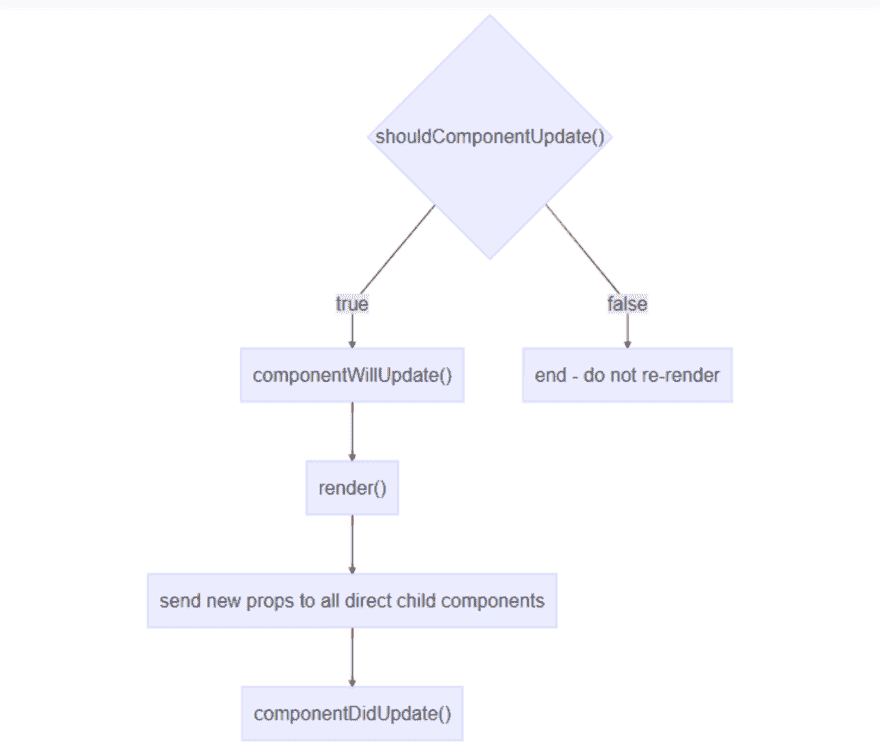 shouldComponentUpdate()
true
false
componentWillUpdate()
end - do not re-render
render()
send new props to all direct child components
componentDidUpdate()